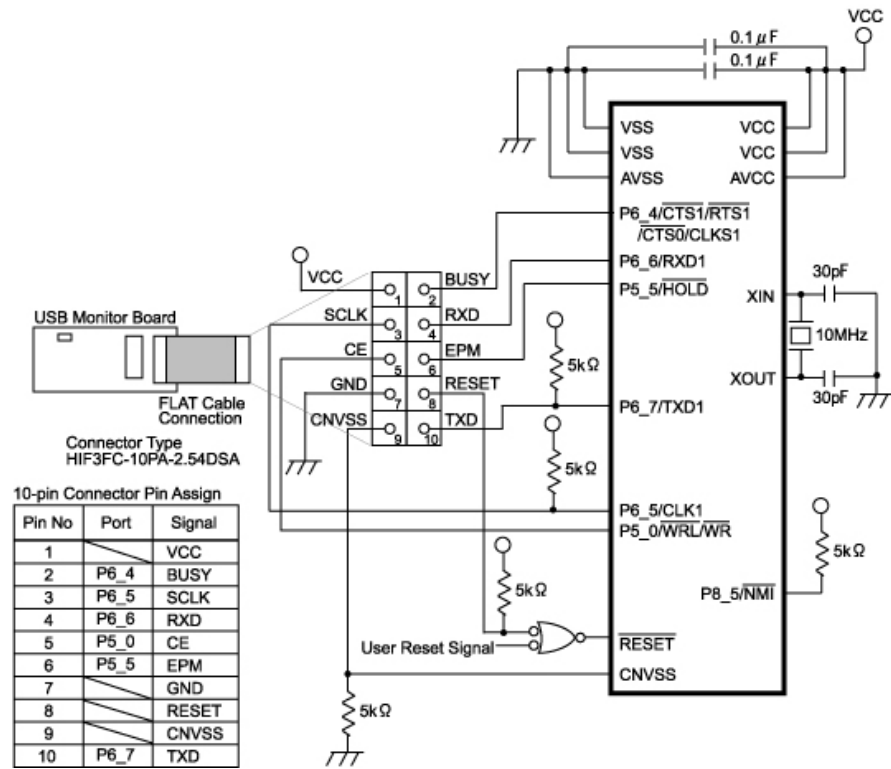 VCC
0.1μF
0.1μF
VSS VCC
VSS VCC
AVSS AVCC
P6_4/CTS1/RTS1
/CTS0/CLKS1
P6_6/RXD1
P5_5/HOLD
XIN
30pF
10MHz
XOUT
30pF
VCC
BUSY
1 2
SCLK RXD
3 4
CE EPM
5 6
GND RESET
7 8
CNVSS TXD
9 10
USB Monitor Board
FLAT Cable
Connection
Connector Type
HIF3FC-10PA-2.54DSA
5kΩ
P6_7/TXD1
5kΩ
P6_5/CLK1
P5_0/WRL/WR
5kΩ
P8_5/NMI
5kΩ
User Reset Signal
RESET
CNVSS
5kΩ
10-pin Connector Pin Assign
Pin No Port Signal
1 VCC
2 P6_4 BUSY
3 P6_5 SCLK
4 P6_6 RXD
5 P5_0 CE
6 P5_5 EPM
7 GND
8 RESET
9 CNVSS
10 P6_7 TXD